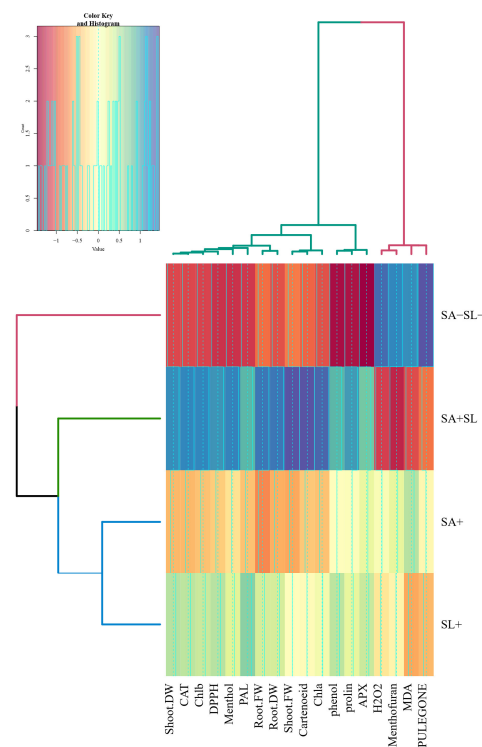 Color Key
and Histogram
Count
0
0.5
1
1.5
2
2.5
3
−1
−0.5
0
0.5
1
Value
SA−SL-
SA+SL
SA+
SL+
Shoot.DW
CAT
Chlb
DPPH
Menthol
PAL
Root.FW
Root.DW
Shoot.FW
Cartenoeid
Chla
phenol
prolin
APX
H2O2
Menthofuran
MDA
PULEGONE